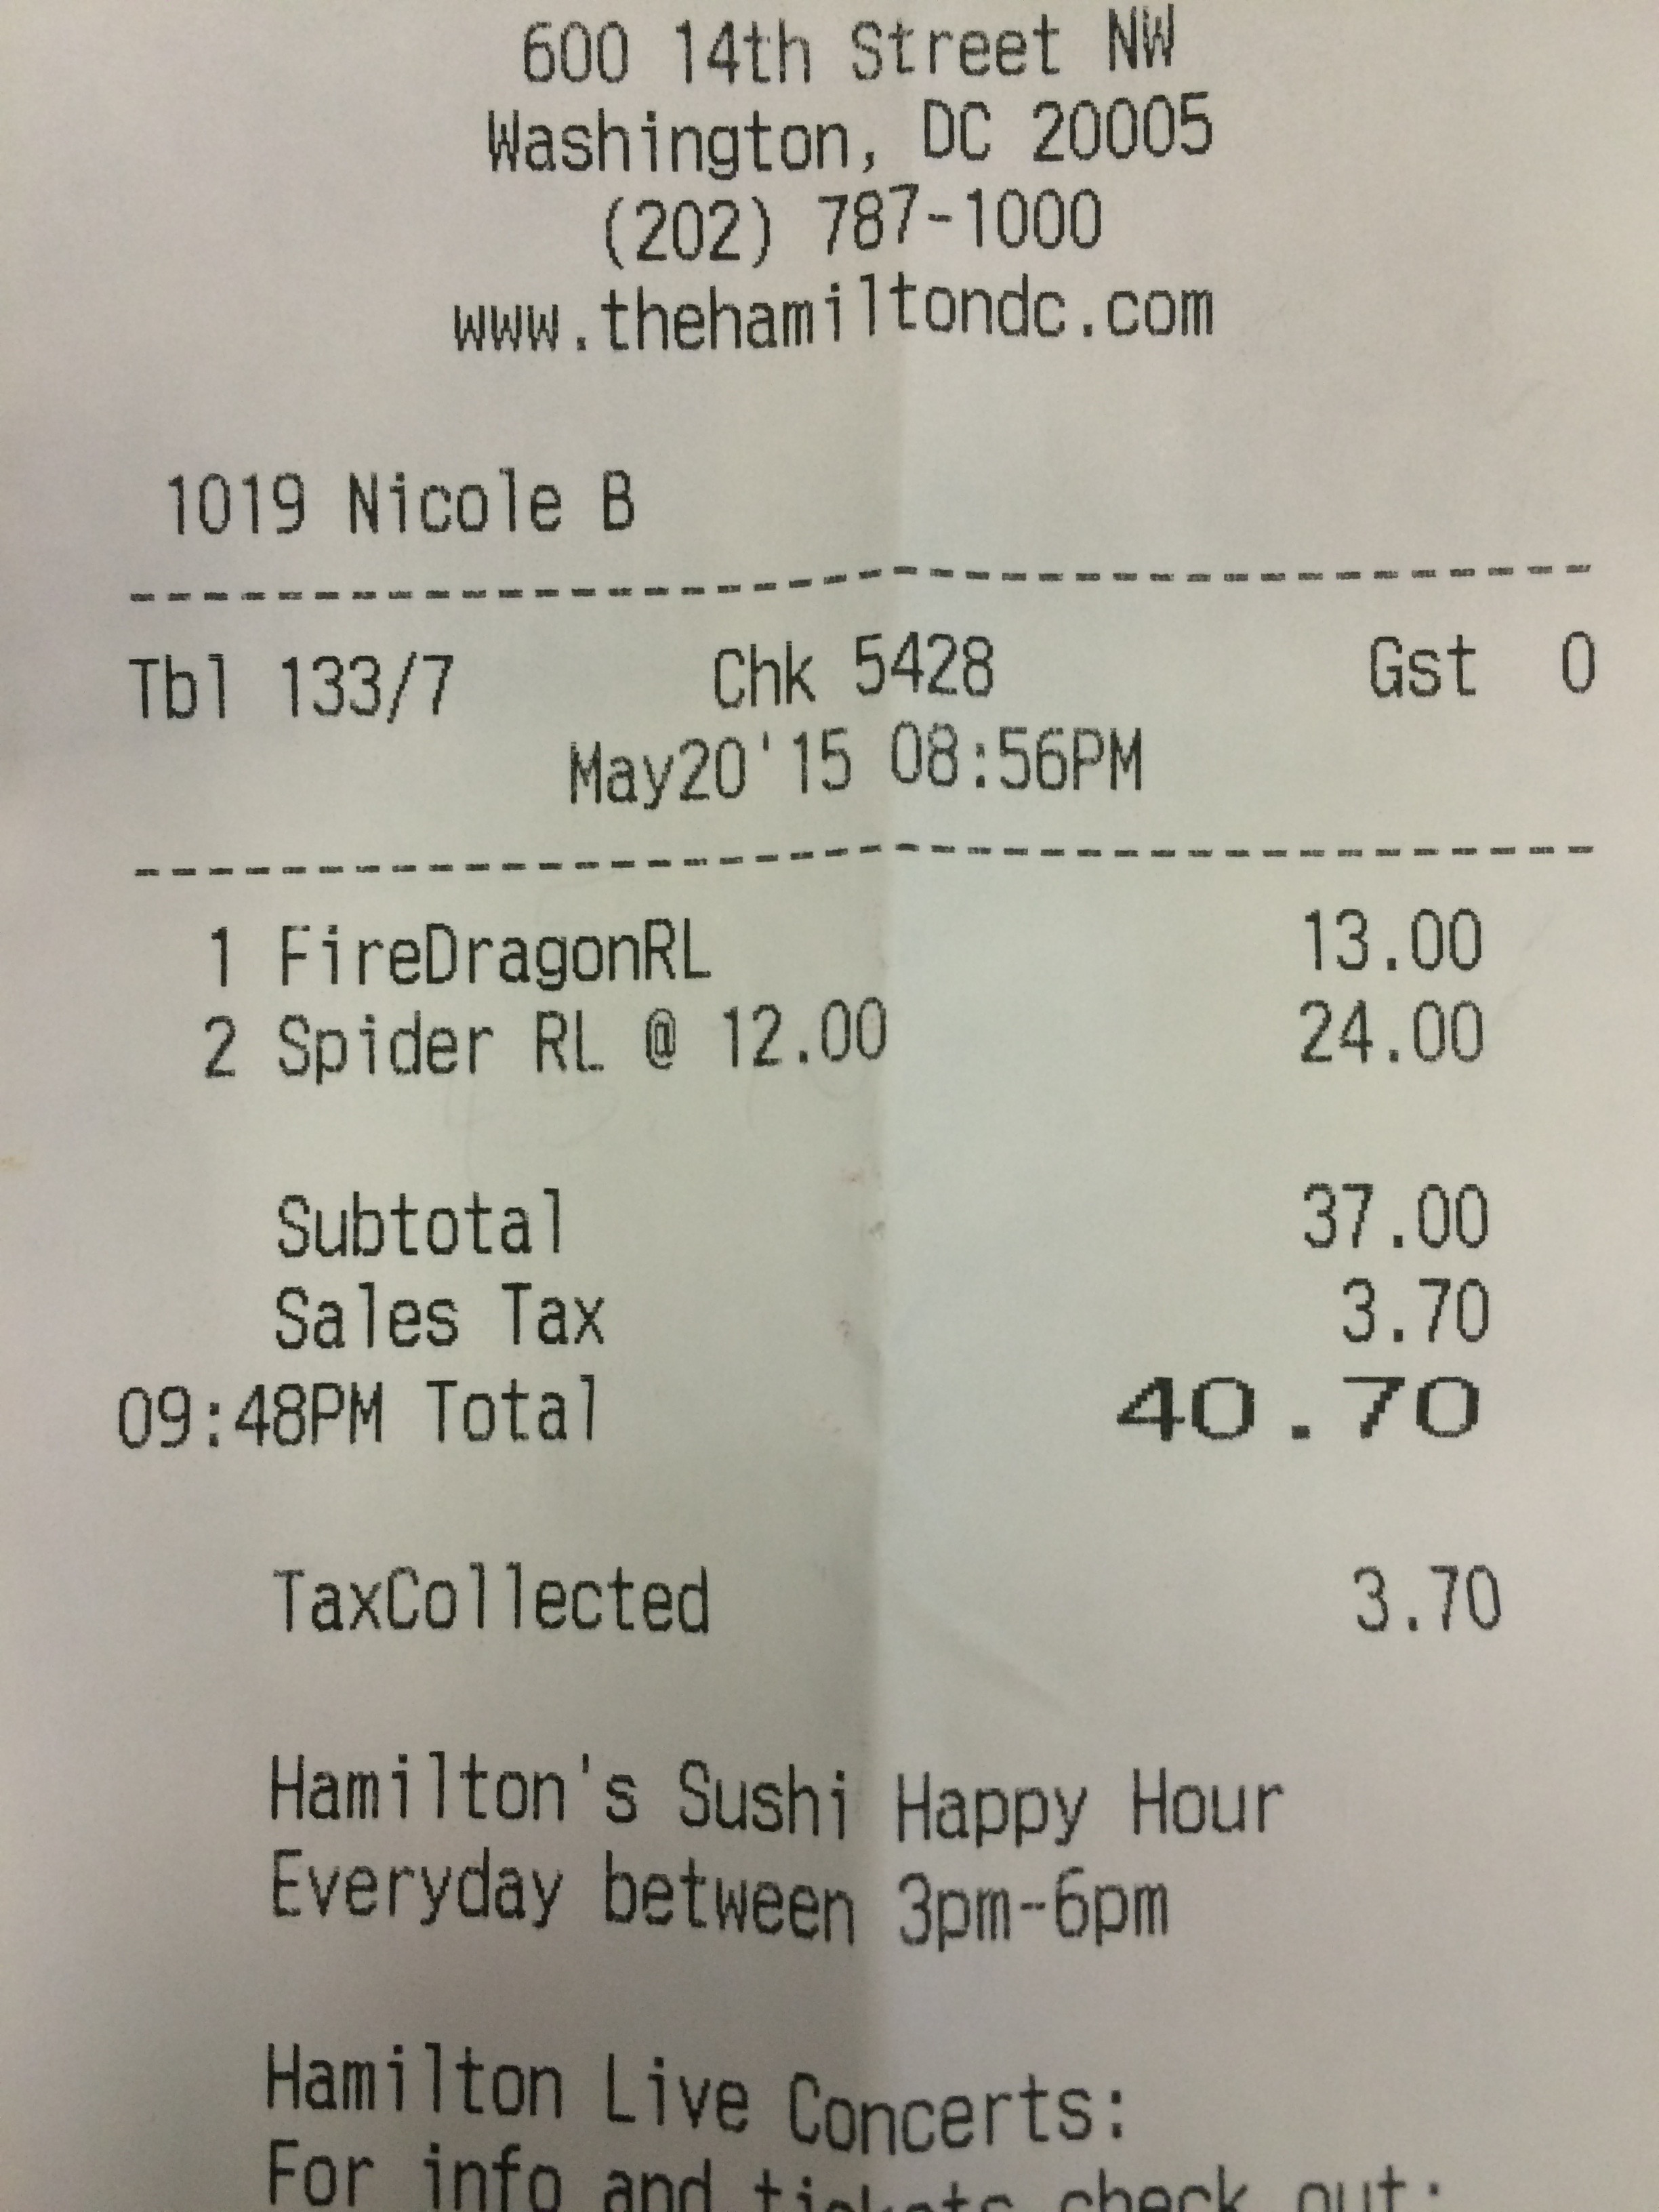 600 14th Street NW
Washington, DC 20005
(202) 787-1000
www.thehamiltondc.com
1019 Nicole B
--------------------------------
Tbl 133/7 Chk 5428 Gst 0
May20'15 08:56PM
--------------------------------
1 FireDragonRL 13.00
2 Spider RL @ 12.00 24.00
Subtotal 37.00
Sales Tax 3.70
09:48PM Total 40.70
TaxCollected 3.70
Hamilton's Sushi Happy Hour
Everyday between 3pm-6pm
Hamilton Live Concerts:
For info and tickets check out: